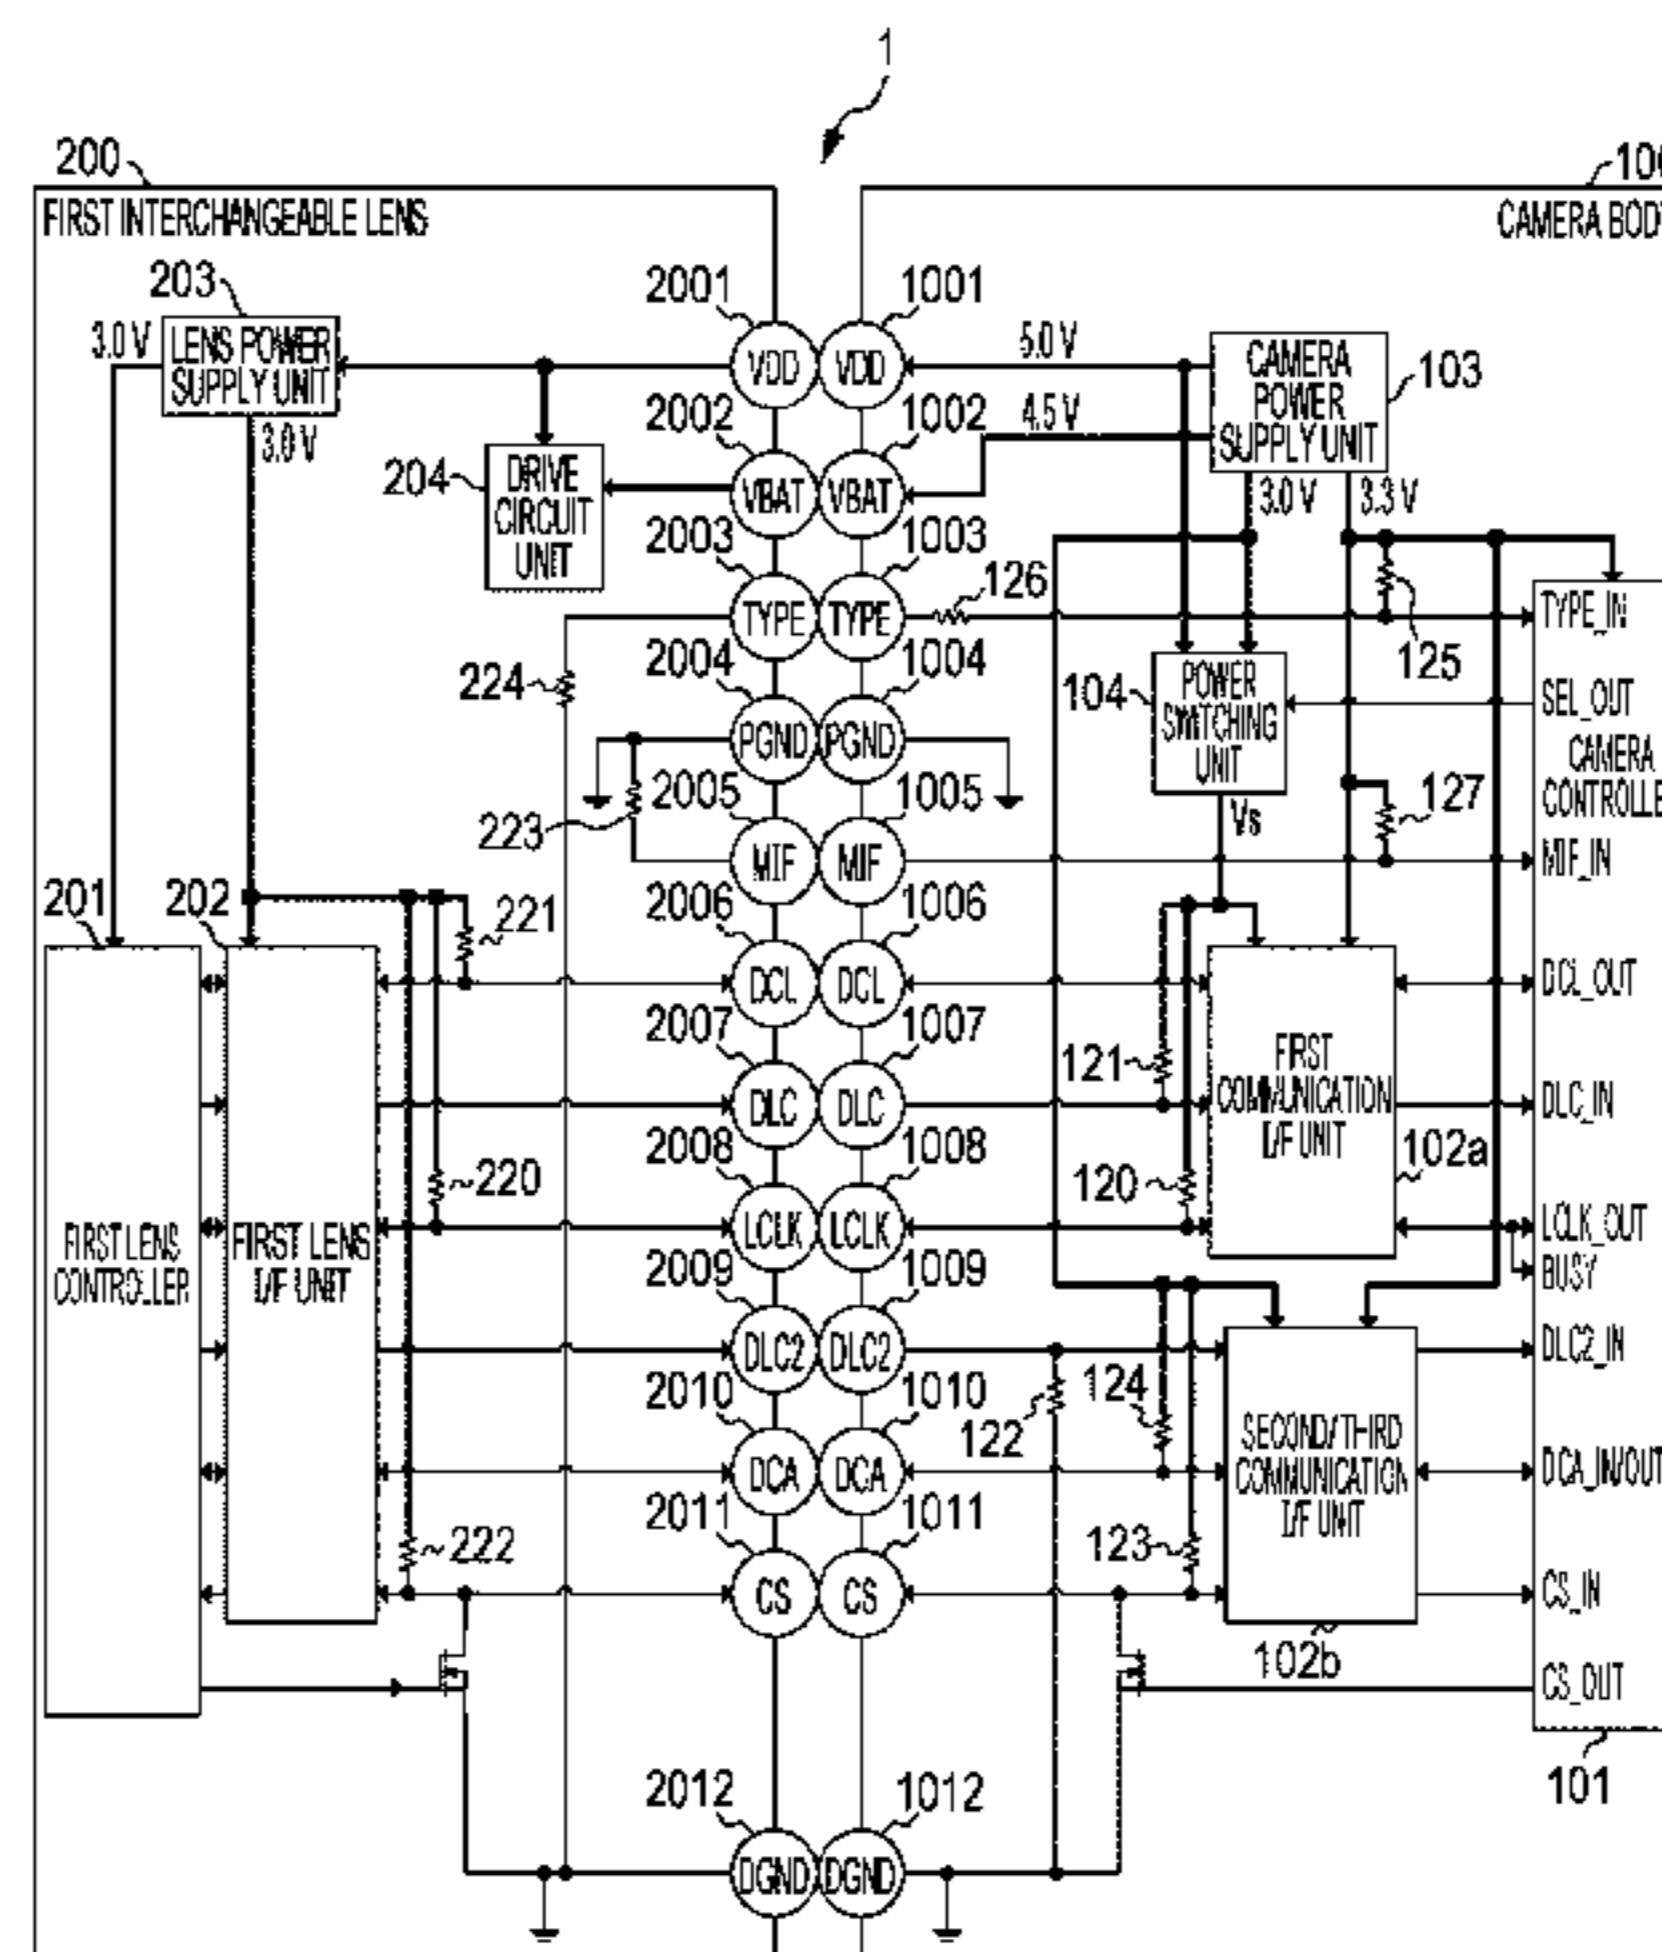 1
200
100
FIRST INTERCHANGEABLE LENS
CAMERA BODY
203
2001
1001
3.0 V
LENS POWER
SUPPLY UNIT
VDD
VDD
5.0 V
CAMERA
POWER
SUPPLY UNIT
103
3.0 V
2002
1002
4.5 V
204
DRIVE
CIRCUIT
UNIT
VBAT
VBAT
3.0 V
3.3 V
2003
1003
126
TYPE
TYPE
TYPE_IN
125
224
2004
1004
104
POWER
SWITCHING
UNIT
SEL_OUT
PGND
PGND
CAMERA
CONTROLLE
223
2005
1005
Vs
127
MIF
MIF
MIF_IN
201
202
221
2006
1006
DCL
DCL
DCL_OUT
2007
1007
121
FIRST
COMMUNICATION
I/F UNIT
DLC
DLC
DLC_IN
220
2008
1008
120
102a
FIRST LENS
CONTROLLER
FIRST LENS
I/F UNIT
LCLK
LCLK
LCLK_OUT
BUSY
2009
1009
DLC2
DLC2
DLC2_IN
2010
1010
122
124
DCA
DCA
SECOND/THIRD
COMMUNICATION
I/F UNIT
DCA_IN/OUT
222
2011
1011
123
CS
CS
CS_IN
102b
CS_OUT
101
2012
1012
DGND
DGND